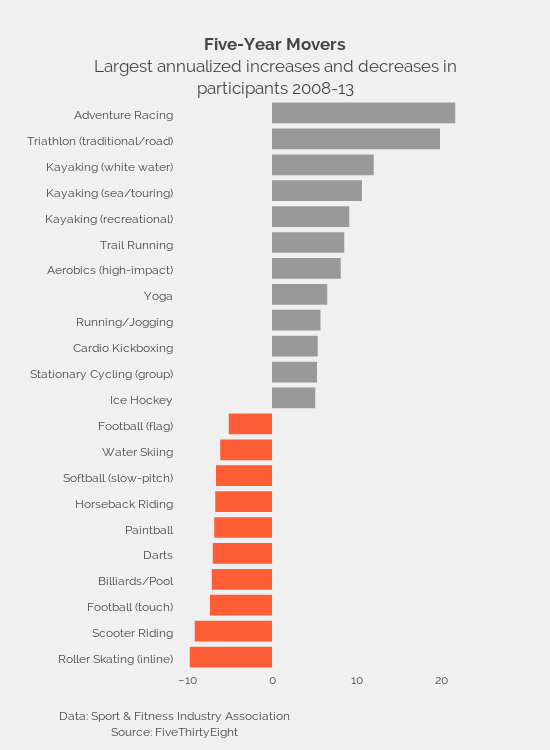 Five-Year Movers
Largest annualized increases and decreases in
participants 2008-13
Adventure Racing
Triathlon (traditional/road)
Kayaking (white water)
Kayaking (sea/touring)
Kayaking (recreational)
Trail Running
Aerobics (high-impact)
Yoga
Running/Jogging
Cardio Kickboxing
Stationary Cycling (group)
Ice Hockey
Football (flag)
Water Skiing
Softball (slow-pitch)
Horseback Riding
Paintball
Darts
Billiards/Pool
Football (touch)
Scooter Riding
Roller Skating (inline)
−10 0 10 20
Data: Sport & Fitness Industry Association
Source: FiveThirtyEight